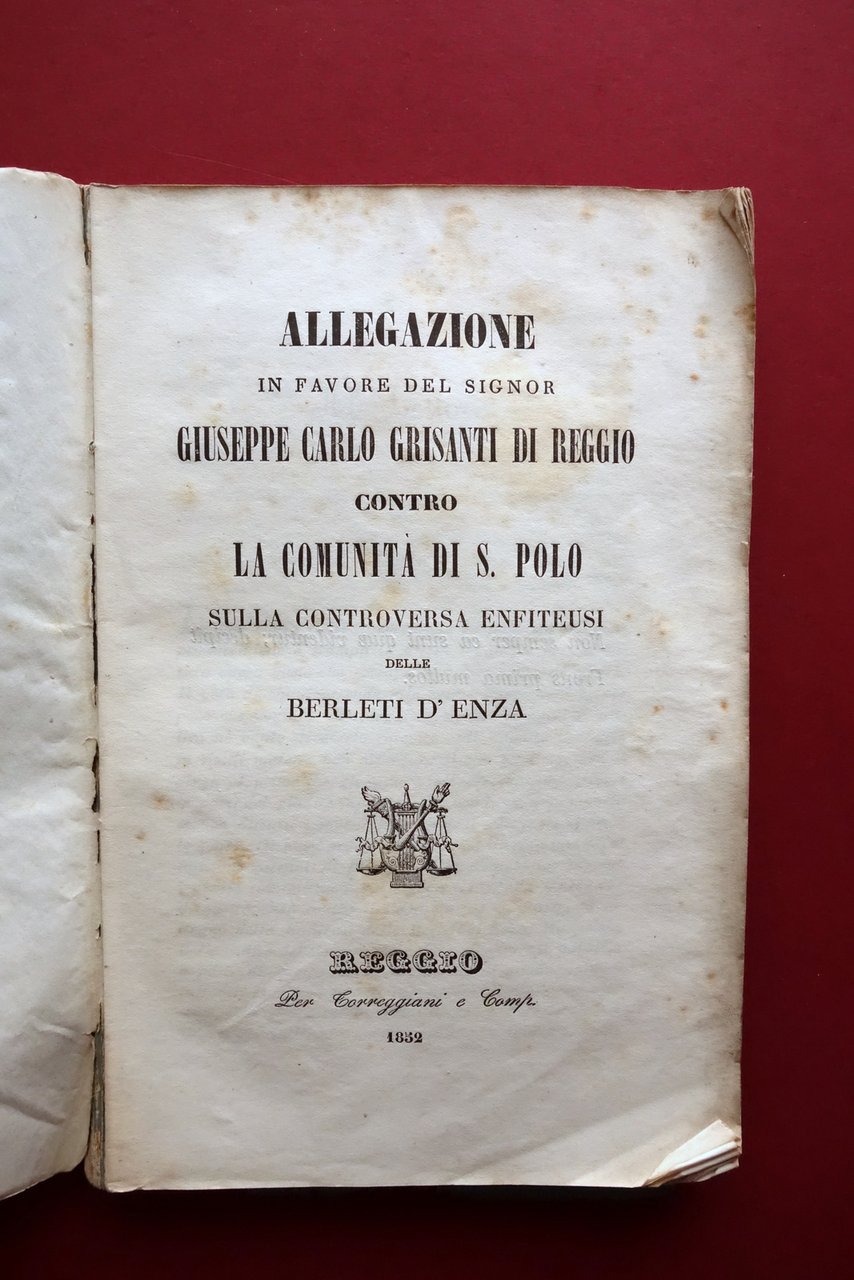 ALLEGAZIONE
IN FAVORE DEL SIGNOR
GIUSEPPE CARLO GRISANTI DI REGGIO
CONTRO
LA COMUNITÀ DI S. POLO
SULLA CONTROVERSA ENFITEUSI
DELLE
BERLETI D' ENZA
REGGIO
Per Correggiani e Comp.
1852